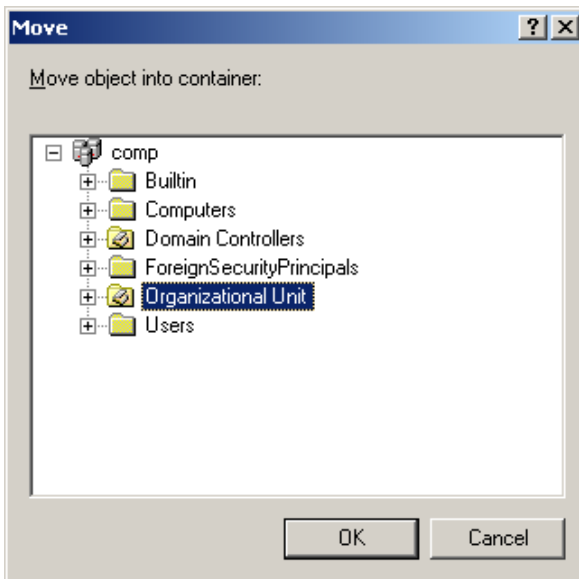 Move
Move object into container:
comp
Builtin
Computers
Domain Controllers
ForeignSecurityPrincipals
Organizational Unit
Users
OK Cancel